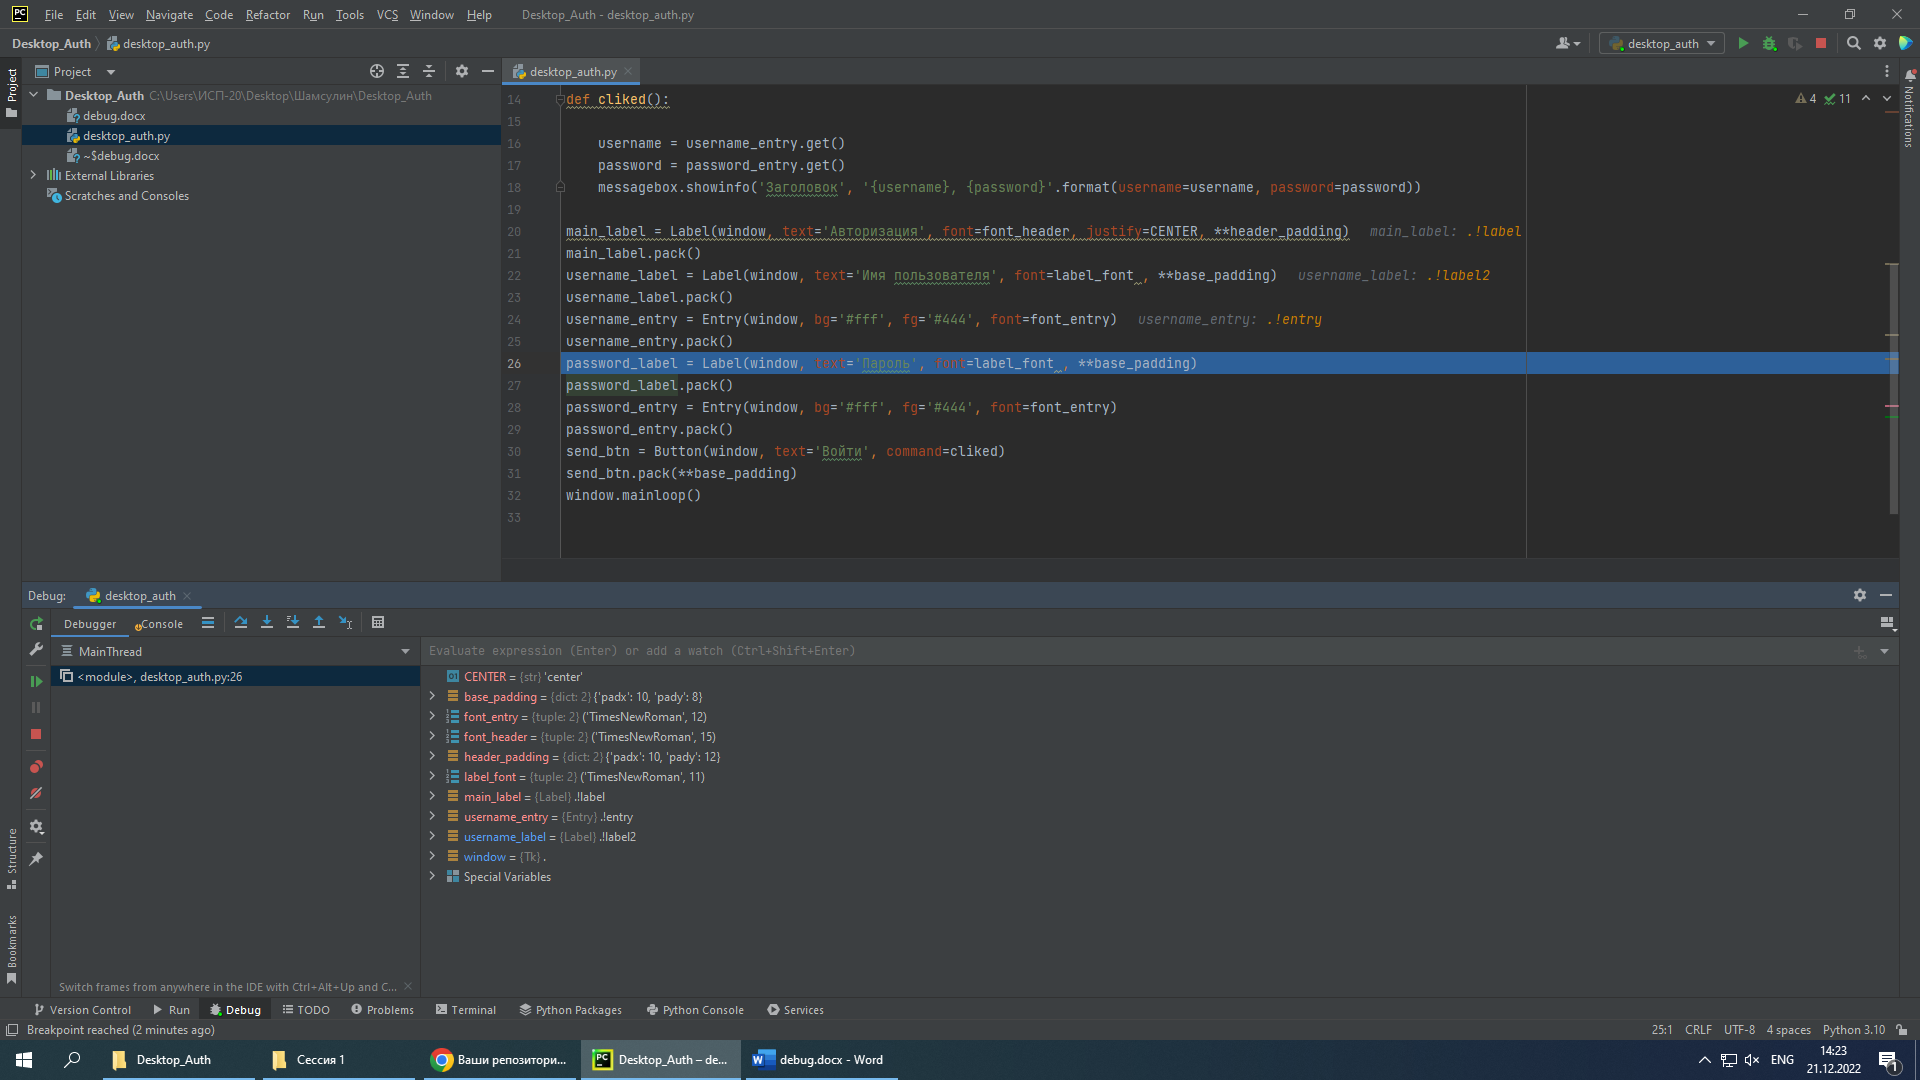 File Edit View Navigate Code Refactor Run Tools VCS Window Help Desktop_Auth - desktop_auth.py
Desktop_Auth desktop_auth.py
desktop_auth
Project
Project
desktop_auth.py
Notifications
Desktop_Auth C:\Users\ИСП-20\Desktop\Шамсулин\Desktop_Auth
debug.docx
desktop_auth.py
~$debug.docx
External Libraries
Scratches and Consoles
4 11
14 def cliked():
15
16 username = username_entry.get()
17 password = password_entry.get()
18 messagebox.showinfo('Заголовок', '{username}, {password}'.format(username=username, password=password))
19
20 main_label = Label(window, text='Авторизация', font=font_header, justify=CENTER, **header_padding) main_label: .!label
21 main_label.pack()
22 username_label = Label(window, text='Имя пользователя', font=label_font , **base_padding) username_label: .!label2
23 username_label.pack()
24 username_entry = Entry(window, bg='#fff', fg='#444', font=font_entry) username_entry: .!entry
25 username_entry.pack()
26 password_label = Label(window, text='Пароль', font=label_font , **base_padding)
27 password_label.pack()
28 password_entry = Entry(window, bg='#fff', fg='#444', font=font_entry)
29 password_entry.pack()
30 send_btn = Button(window, text='Войти', command=cliked)
31 send_btn.pack(**base_padding)
32 window.mainloop()
33
Debug: desktop_auth
Debugger Console
MainThread
<module>, desktop_auth.py:26
Evaluate expression (Enter) or add a watch (Ctrl+Shift+Enter)
CENTER = {str} 'center'
base_padding = {dict: 2} {'padx': 10, 'pady': 8}
font_entry = {tuple: 2} ('TimesNewRoman', 12)
font_header = {tuple: 2} ('TimesNewRoman', 15)
header_padding = {dict: 2} {'padx': 10, 'pady': 12}
label_font = {tuple: 2} ('TimesNewRoman', 11)
main_label = {Label} .!label
username_entry = {Entry} .!entry
username_label = {Label} .!label2
window = {Tk} .
Special Variables
Structure
Bookmarks
Switch frames from anywhere in the IDE with Ctrl+Alt+Up and C...
Version Control Run Debug TODO Problems Terminal Python Packages Python Console Services
Breakpoint reached (2 minutes ago)
25:1 CRLF UTF-8 4 spaces Python 3.10
Desktop_Auth Сессия 1 Ваши репозитори... Desktop_Auth – de... debug.docx - Word
ENG 14:23
21.12.2022
1